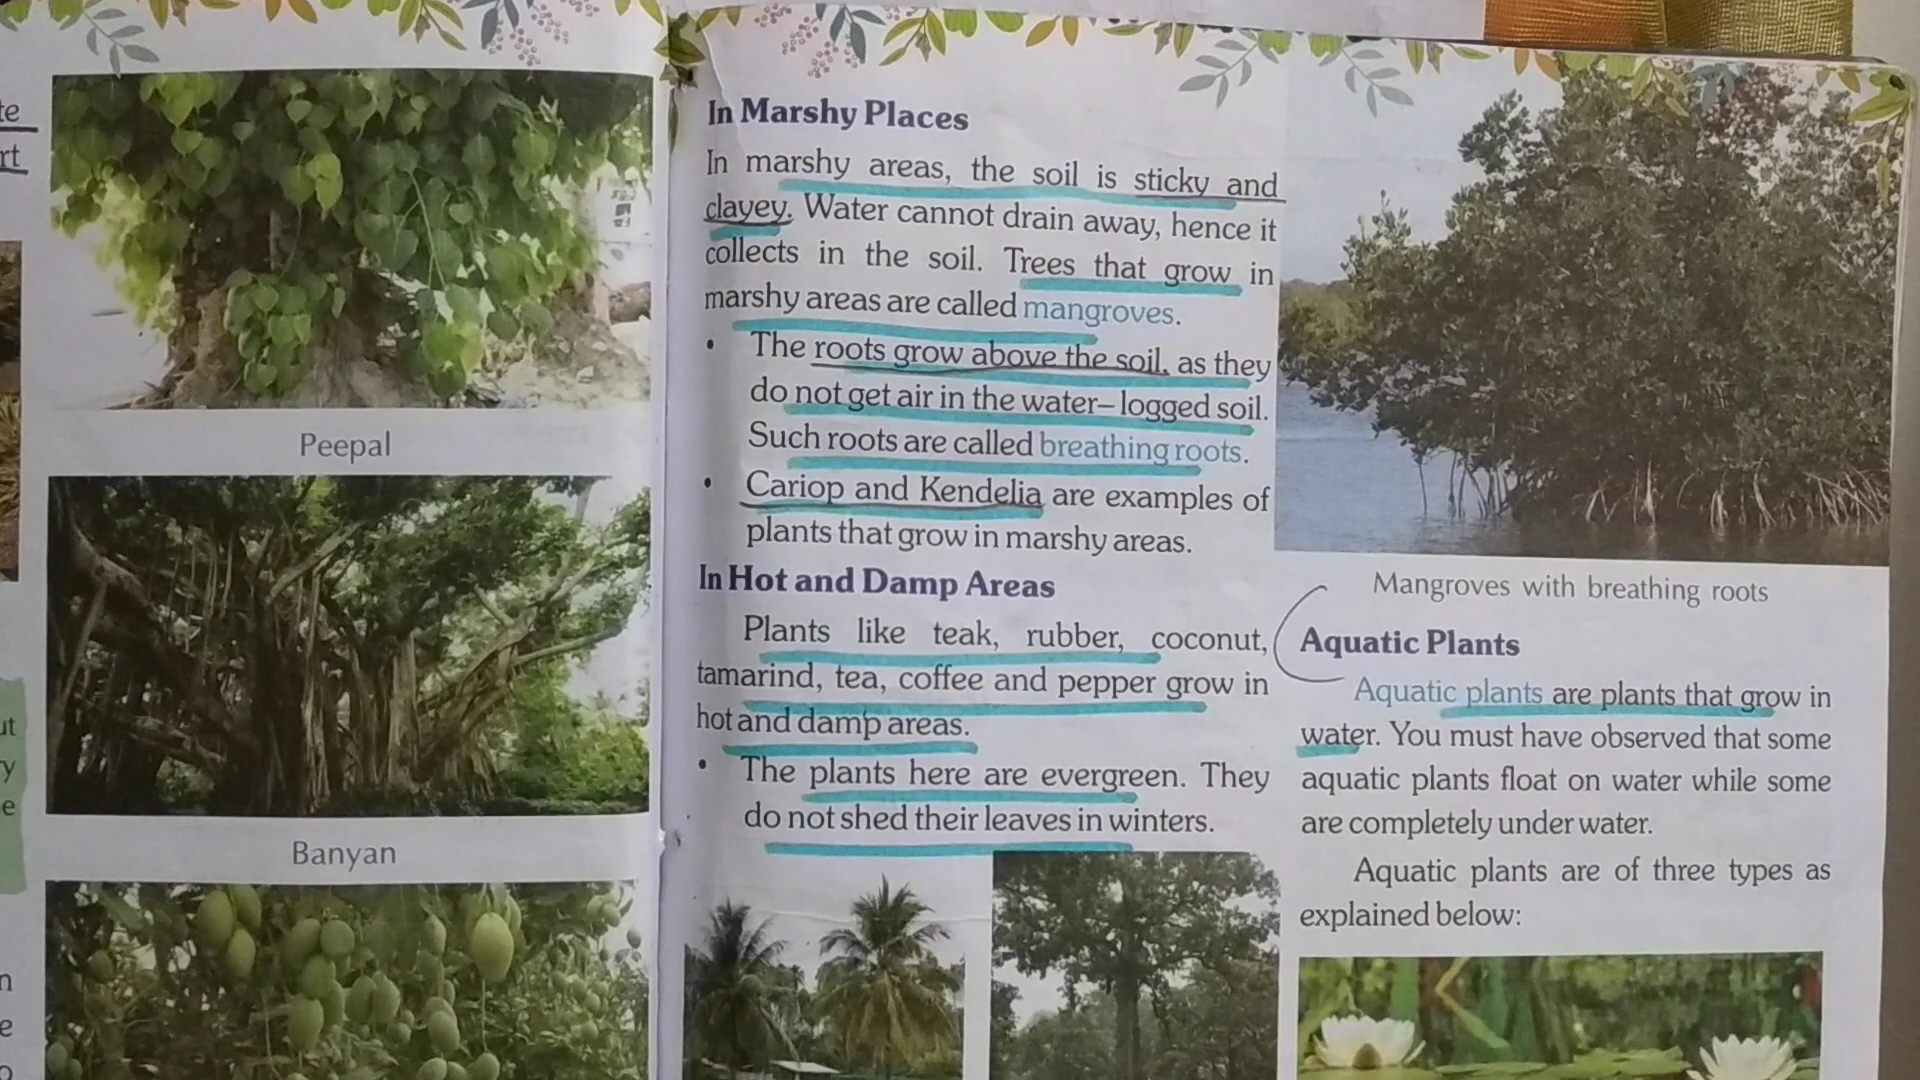 te
rt
Peepal
Banyan
ut
ry
e
n
e
In Marshy Places
In marshy areas, the soil is sticky and
clayey. Water cannot drain away, hence it
collects in the soil. Trees that grow in
marshy areas are called mangroves.
• The roots grow above the soil, as they
do not get air in the water–logged soil.
Such roots are called breathing roots.
• Cariop and Kendelia are examples of
plants that grow in marshy areas.
In Hot and Damp Areas
Plants like teak, rubber, coconut,
tamarind, tea, coffee and pepper grow in
hot and damp areas.
• The plants here are evergreen. They
do not shed their leaves in winters.
Mangroves with breathing roots
Aquatic Plants
Aquatic plants are plants that grow in
water. You must have observed that some
aquatic plants float on water while some
are completely under water.
Aquatic plants are of three types as
explained below: